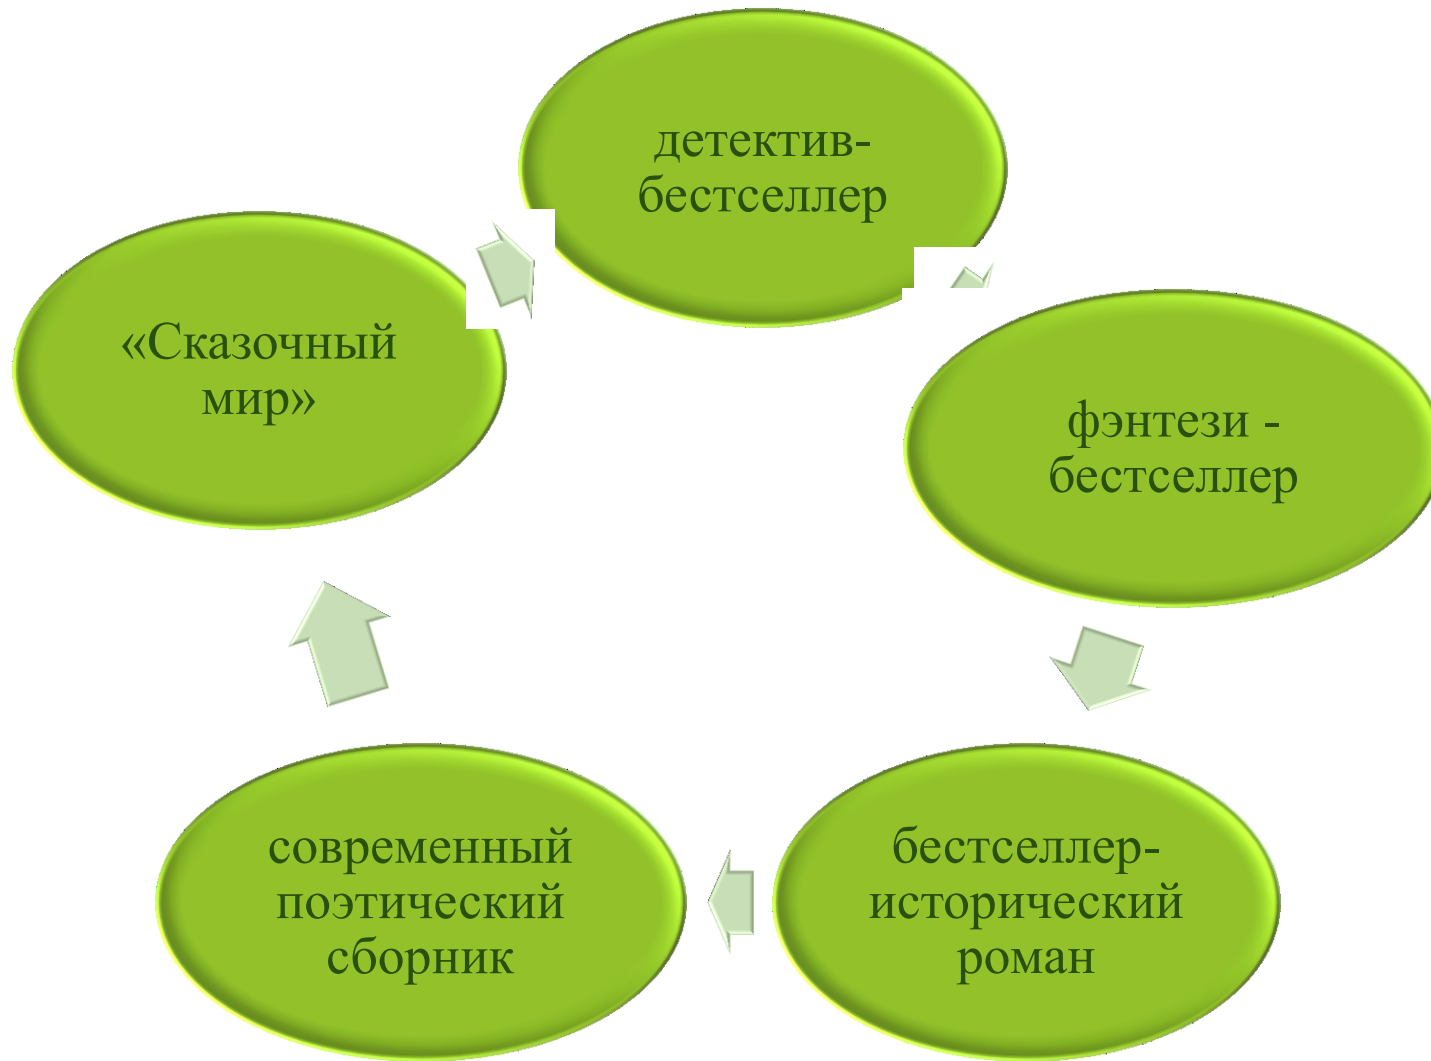 детектив-
бестселлер
«Сказочный
мир»
фэнтези -
бестселлер
современный
поэтический
сборник
бестселлер-
исторический
роман